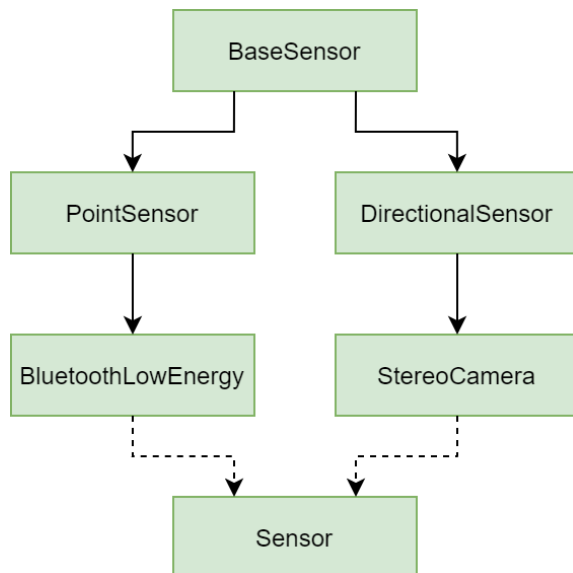 BaseSensor
PointSensor
DirectionalSensor
BluetoothLowEnergy
StereoCamera
Sensor